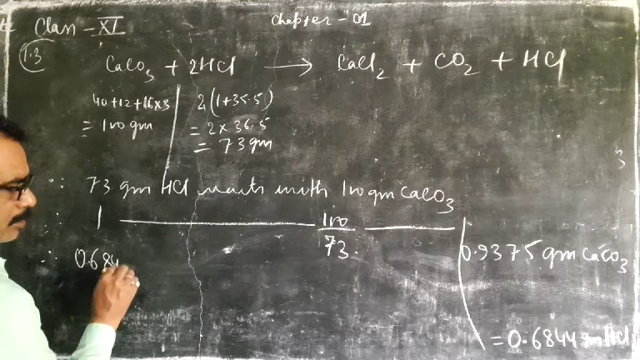 Class - XI
Chapter - 01
1.3
CaCO3 + 2HCl → CaCl2 + CO2 + HCl
40+12+16x3
= 100 gm
2(1+35.5)
= 2 x 36.5
= 73 gm
∵ 73 gm HCl reacts with 100 gm CaCO3
∴ 1 ——— 100/73 ———
∴ 0.684
0.9375 gm CaCO3
= 0.6844 gm HCl
3